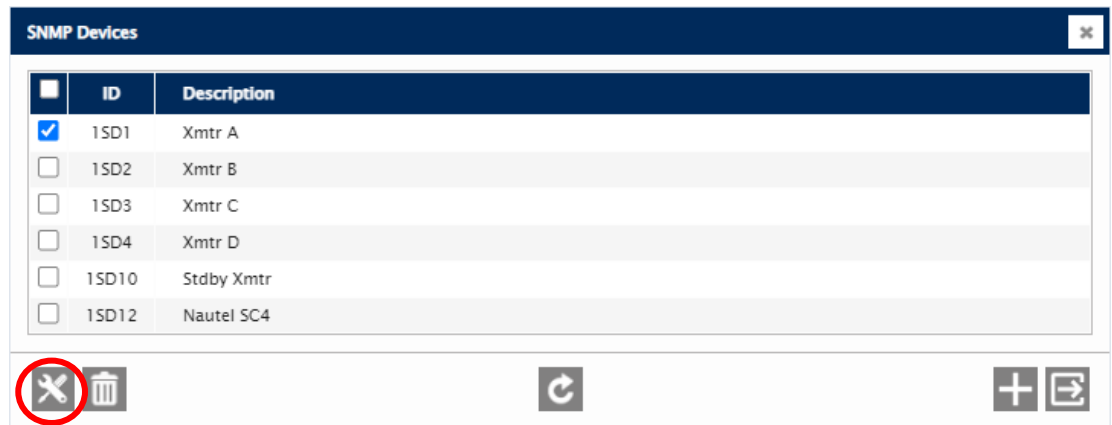 SNMP Devices
ID Description
1SD1 Xmtr A
1SD2 Xmtr B
1SD3 Xmtr C
1SD4 Xmtr D
1SD10 Stdby Xmtr
1SD12 Nautel SC4